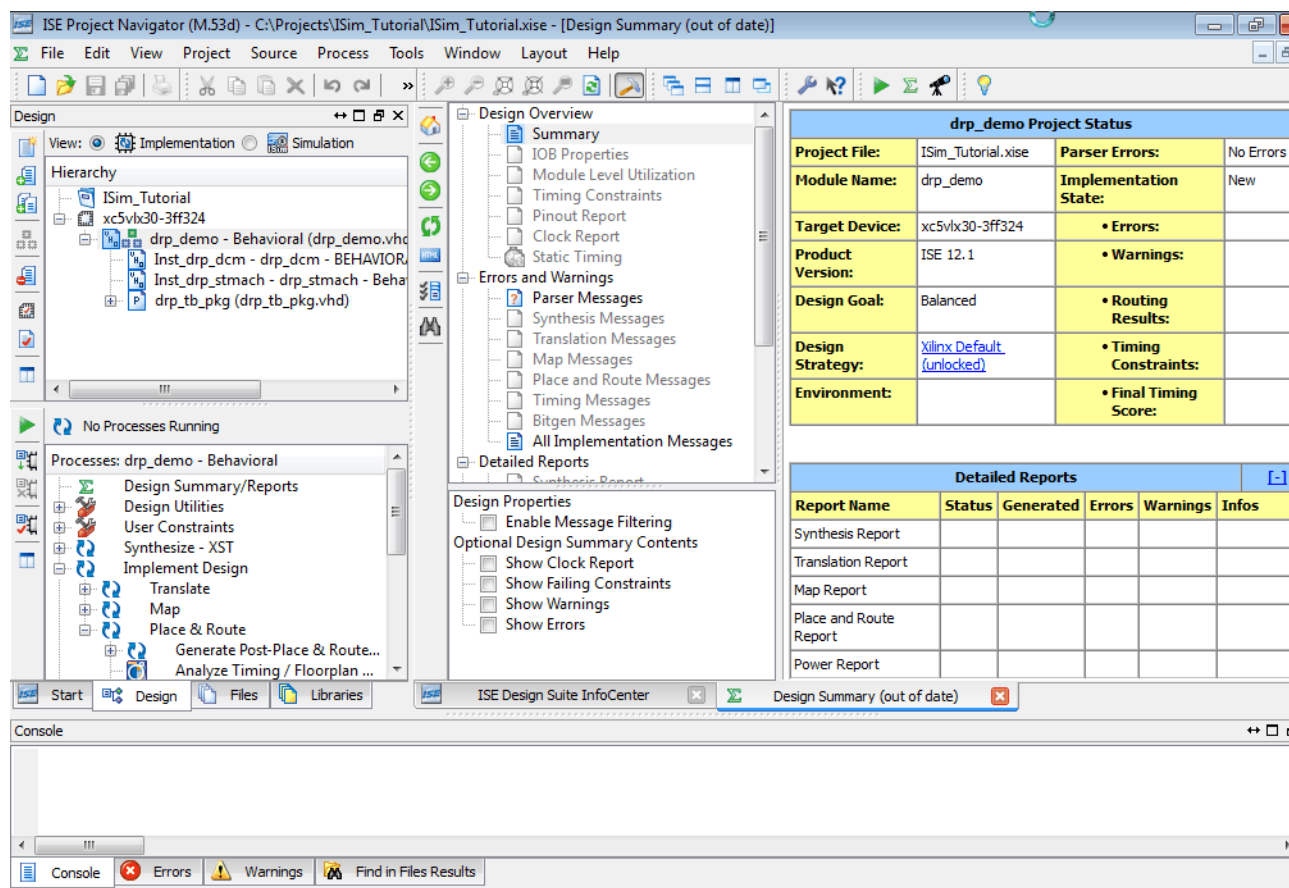 ISE Project Navigator (M.53d) - C:\Projects\ISim_Tutorial\ISim_Tutorial.xise - [Design Summary (out of date)]
File Edit View Project Source Process Tools Window Layout Help
»
Design
View: Implementation Simulation
Hierarchy
ISim_Tutorial
xc5vlx30-3ff324
drp_demo - Behavioral (drp_demo.vhd
Inst_drp_dcm - drp_dcm - BEHAVIORA
Inst_drp_stmach - drp_stmach - Beha
drp_tb_pkg (drp_tb_pkg.vhd)
No Processes Running
Processes: drp_demo - Behavioral
Design Summary/Reports
Design Utilities
User Constraints
Synthesize - XST
Implement Design
Translate
Map
Place & Route
Generate Post-Place & Route...
Analyze Timing / Floorplan ...
Start Design Files Libraries
Design Overview
Summary
IOB Properties
Module Level Utilization
Timing Constraints
Pinout Report
Clock Report
Static Timing
Errors and Warnings
Parser Messages
Synthesis Messages
Translation Messages
Map Messages
Place and Route Messages
Timing Messages
Bitgen Messages
All Implementation Messages
Detailed Reports
Synthesis Report
Design Properties
Enable Message Filtering
Optional Design Summary Contents
Show Clock Report
Show Failing Constraints
Show Warnings
Show Errors
drp_demo Project Status
Project File: ISim_Tutorial.xise Parser Errors: No Errors
Module Name: drp_demo Implementation State: New
Target Device: xc5vlx30-3ff324 • Errors:
Product Version: ISE 12.1 • Warnings:
Design Goal: Balanced • Routing Results:
Design Strategy: Xilinx Default (unlocked) • Timing Constraints:
Environment: • Final Timing Score:
Detailed Reports [-]
Report Name Status Generated Errors Warnings Infos
Synthesis Report
Translation Report
Map Report
Place and Route Report
Power Report
ISE Design Suite InfoCenter Design Summary (out of date)
Console
Console Errors Warnings Find in Files Results